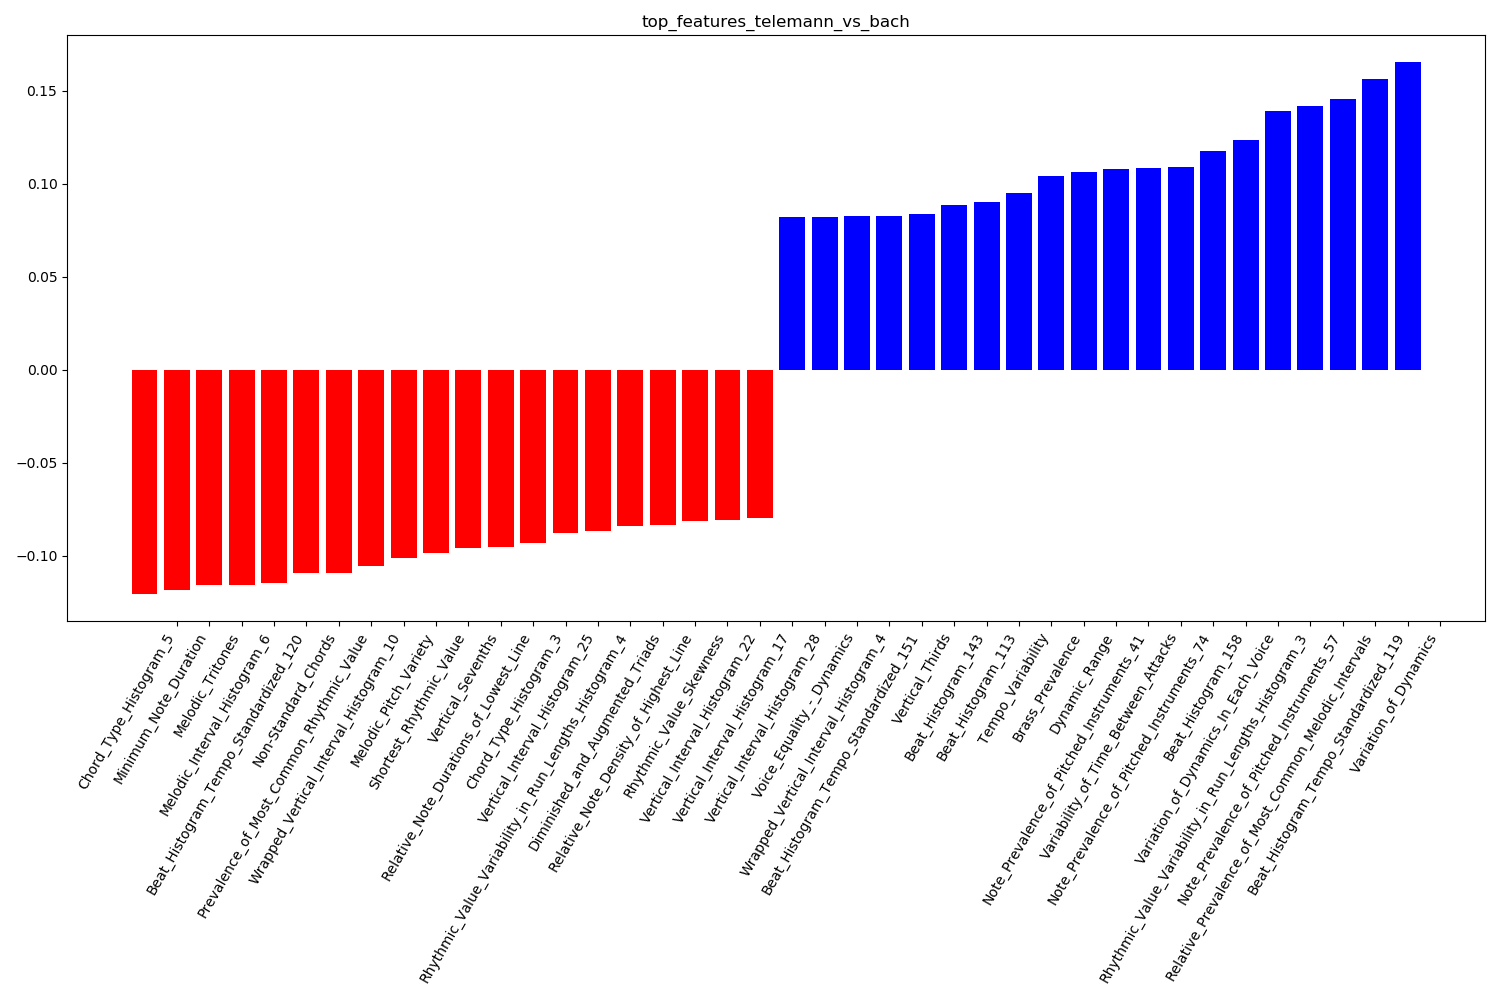 top_features_telemann_vs_bach
0.15
0.10
0.05
0.00
−0.05
−0.10
Chord_Type_Histogram_5
Minimum_Note_Duration
Melodic_Tritones
Melodic_Interval_Histogram_6
Beat_Histogram_Tempo_Standardized_120
Non-Standard_Chords
Prevalence_of_Most_Common_Rhythmic_Value
Wrapped_Vertical_Interval_Histogram_10
Melodic_Pitch_Variety
Shortest_Rhythmic_Value
Vertical_Sevenths
Relative_Note_Durations_of_Lowest_Line
Chord_Type_Histogram_3
Vertical_Interval_Histogram_25
Rhythmic_Value_Variability_in_Run_Lengths_Histogram_4
Diminished_and_Augmented_Triads
Relative_Note_Density_of_Highest_Line
Rhythmic_Value_Skewness
Vertical_Interval_Histogram_22
Vertical_Interval_Histogram_17
Vertical_Interval_Histogram_28
Voice_Equality_-_Dynamics
Wrapped_Vertical_Interval_Histogram_4
Beat_Histogram_Tempo_Standardized_151
Vertical_Thirds
Beat_Histogram_143
Beat_Histogram_113
Tempo_Variability
Brass_Prevalence
Dynamic_Range
Note_Prevalence_of_Pitched_Instruments_41
Variability_of_Time_Between_Attacks
Note_Prevalence_of_Pitched_Instruments_74
Beat_Histogram_158
Variation_of_Dynamics_In_Each_Voice
Rhythmic_Value_Variability_in_Run_Lengths_Histogram_3
Note_Prevalence_of_Pitched_Instruments_57
Relative_Prevalence_of_Most_Common_Melodic_Intervals
Beat_Histogram_Tempo_Standardized_119
Variation_of_Dynamics